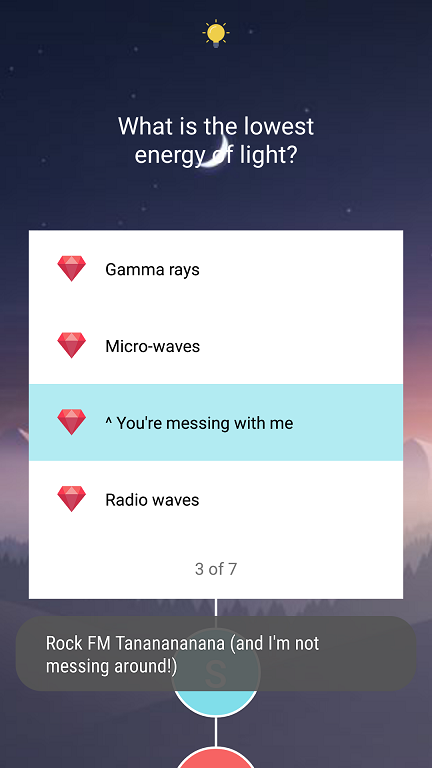 What is the lowest
energy of light?
Gamma rays
Micro-waves
^ You're messing with me
Radio waves
3 of 7
Rock FM Tananananana (and I'm not
messing around!)
S